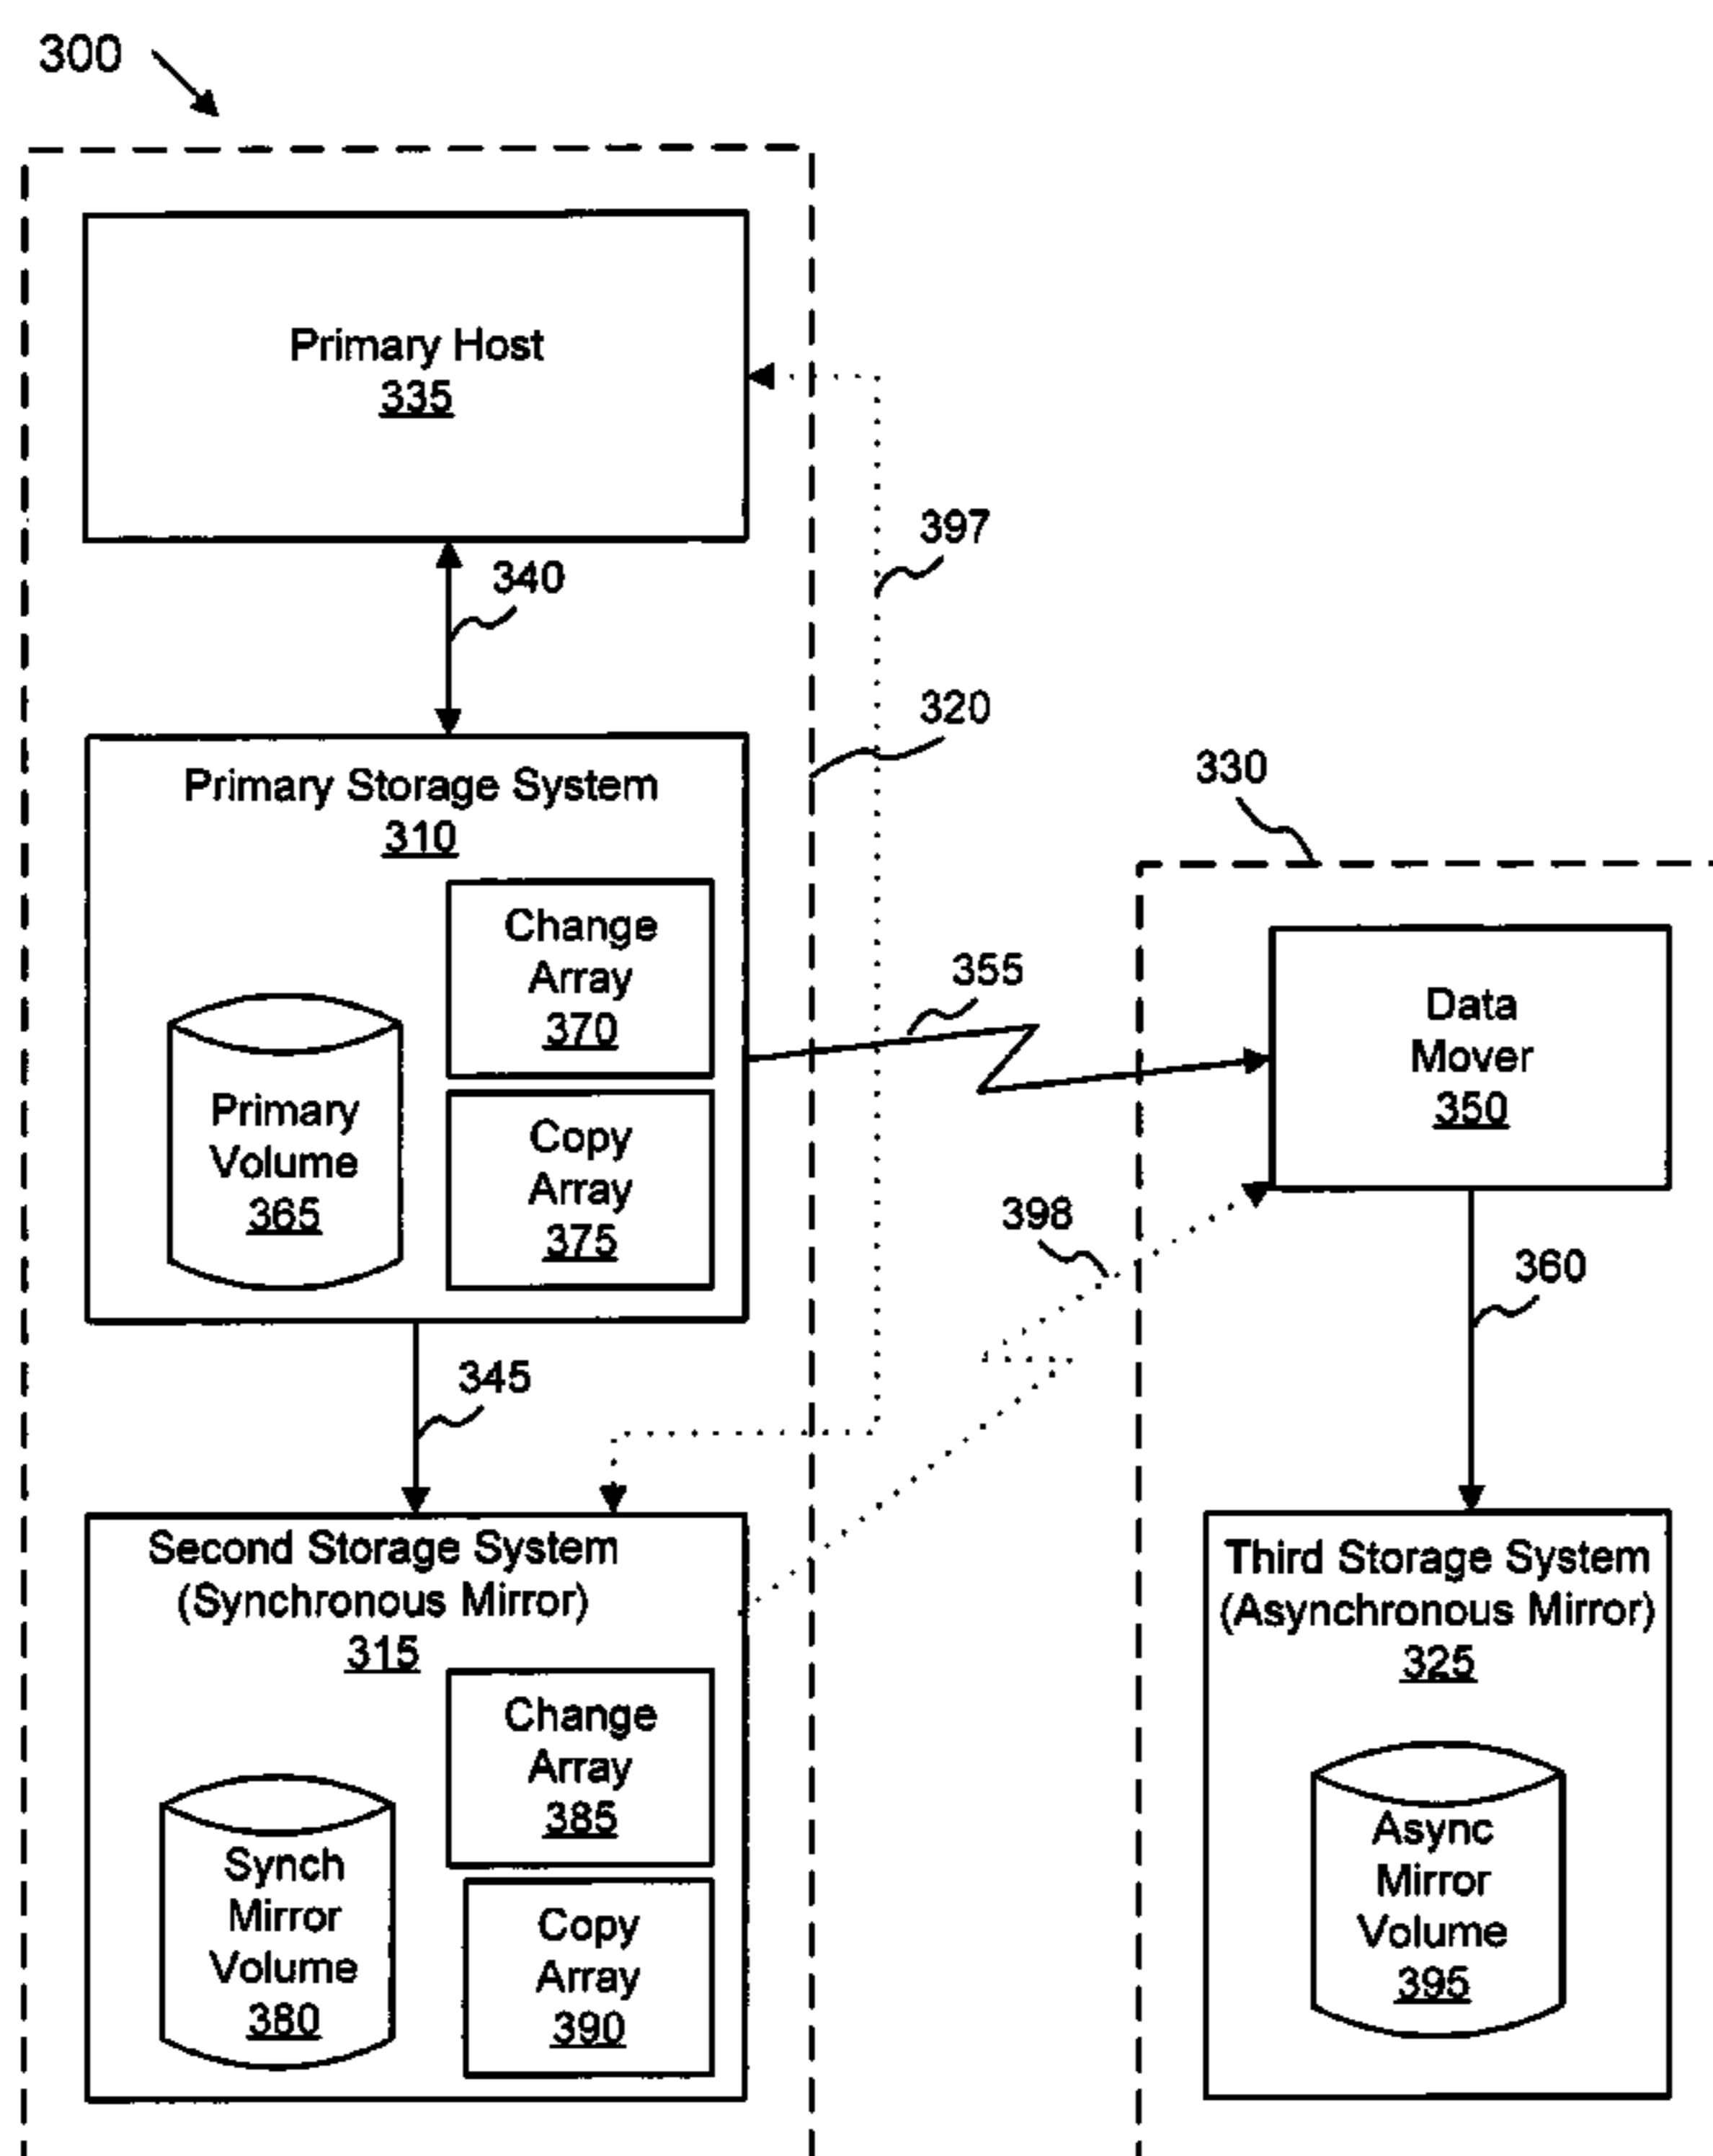 300
Primary Host
335
340
397
320
Primary Storage System
310
Change
Array
370
Primary
Volume
365
Copy
Array
375
355
330
Data
Mover
350
398
360
345
Second Storage System
(Synchronous Mirror)
315
Change
Array
385
Synch
Mirror
Volume
380
Copy
Array
390
Third Storage System
(Asynchronous Mirror)
325
Async
Mirror
Volume
395